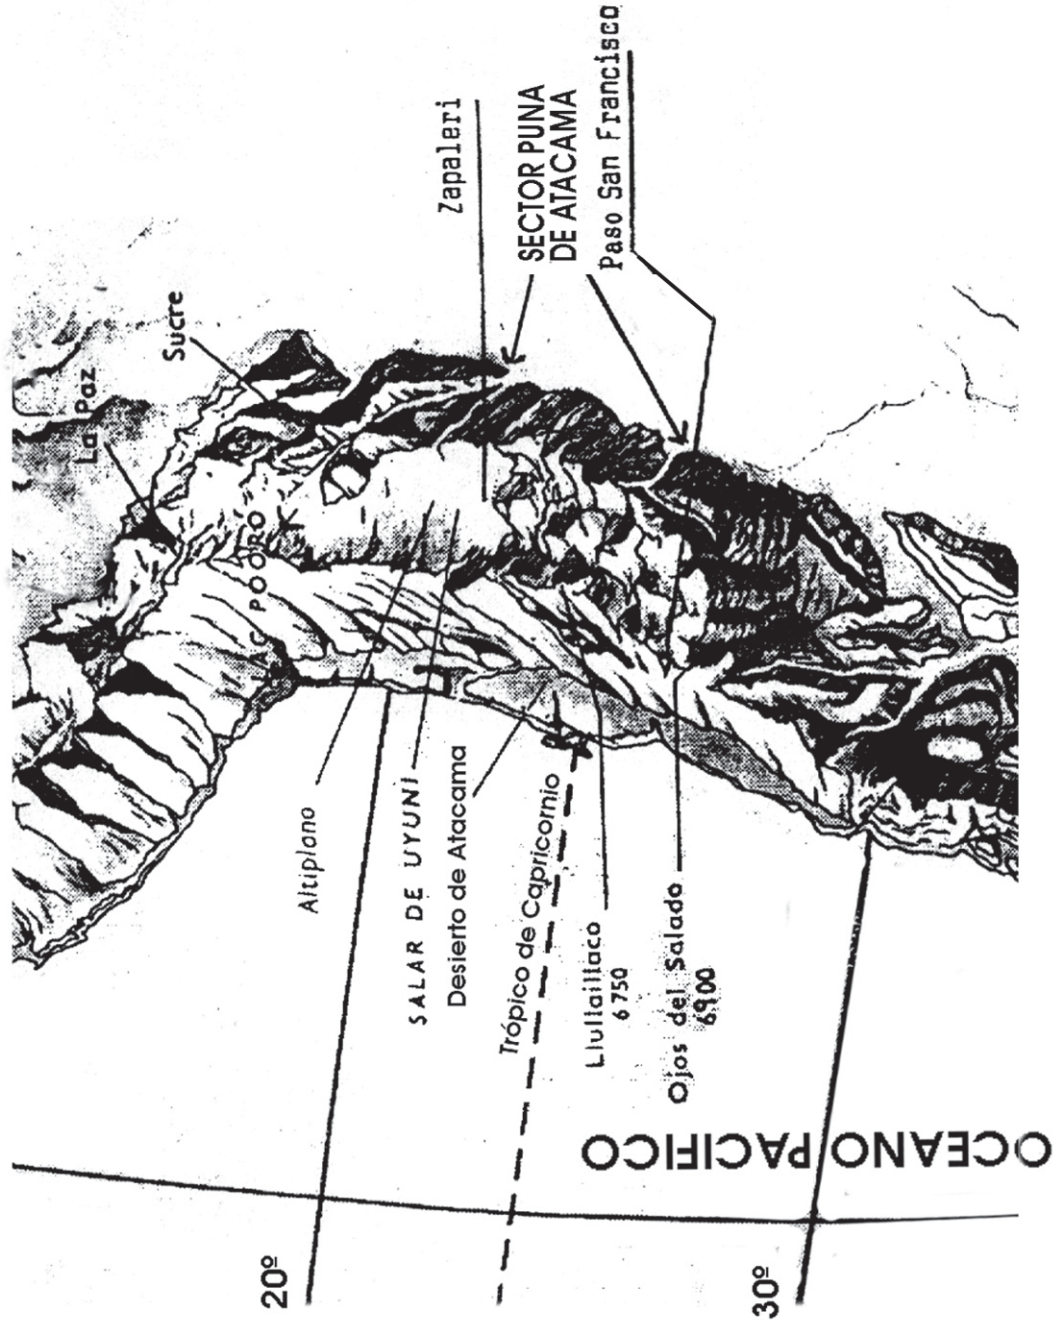 La Paz
Sucre
Zapaleri
SECTOR PUNA
DE ATACAMA
Paso San Francisco
POOPO
Altiplano
SALAR DE UYUNI
Desierto de Atacama
Trópico de Capricornio
Llullaillaco
6750
Ojos del Salado
6900
OCEANO PACIFICO
20º
30º